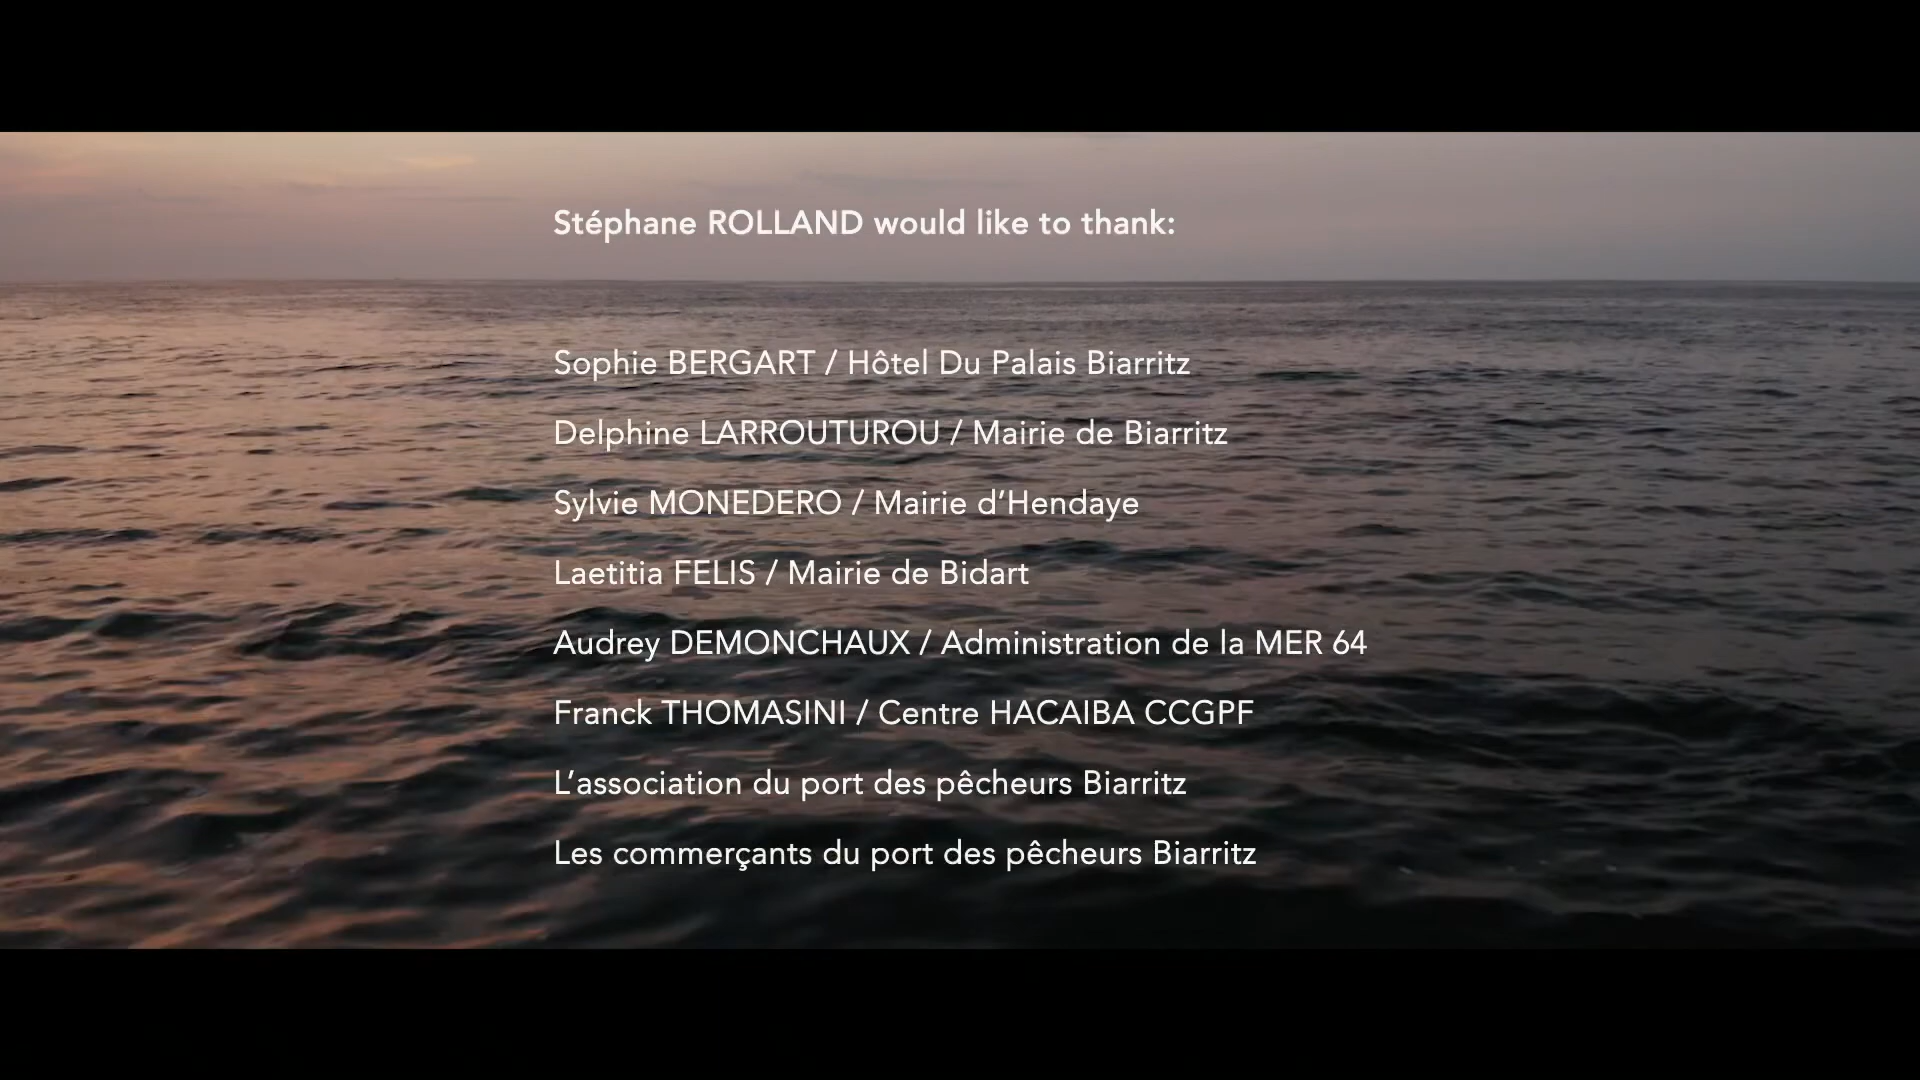 Stéphane ROLLAND would like to thank:
Sophie BERGART / Hôtel Du Palais Biarritz
Delphine LARROUTUROU / Mairie de Biarritz
Sylvie MONEDERO / Mairie d’Hendaye
Laetitia FELIS / Mairie de Bidart
Audrey DEMONCHAUX / Administration de la MER 64
Franck THOMASINI / Centre HACAIBA CCGPF
L’association du port des pêcheurs Biarritz
Les commerçants du port des pêcheurs Biarritz